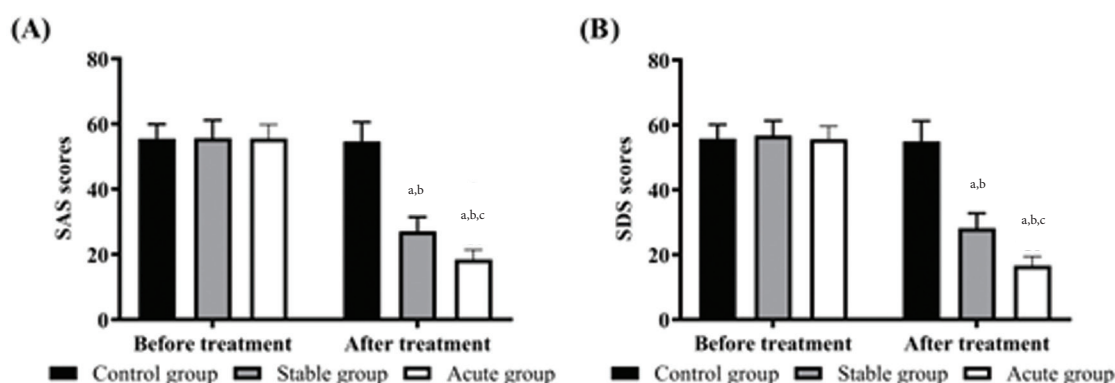 (A)
80
60
40
20
0
SAS scores
a,b
a,b,c
Before treatment
After treatment
Control group
Stable group
Acute group
(B)
80
60
40
20
0
SDS scores
a,b
a,b,c
Before treatment
After treatment
Control group
Stable group
Acute group